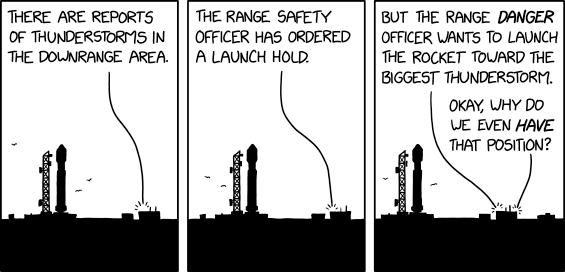 THERE ARE REPORTS
OF THUNDERSTORMS IN
THE DOWNRANGE AREA.
THE RANGE SAFETY
OFFICER HAS ORDERED
A LAUNCH HOLD.
BUT THE RANGE DANGER
OFFICER WANTS TO LAUNCH
THE ROCKET TOWARD THE
BIGGEST THUNDERSTORM.
OKAY, WHY DO
WE EVEN HAVE
THAT POSITION?